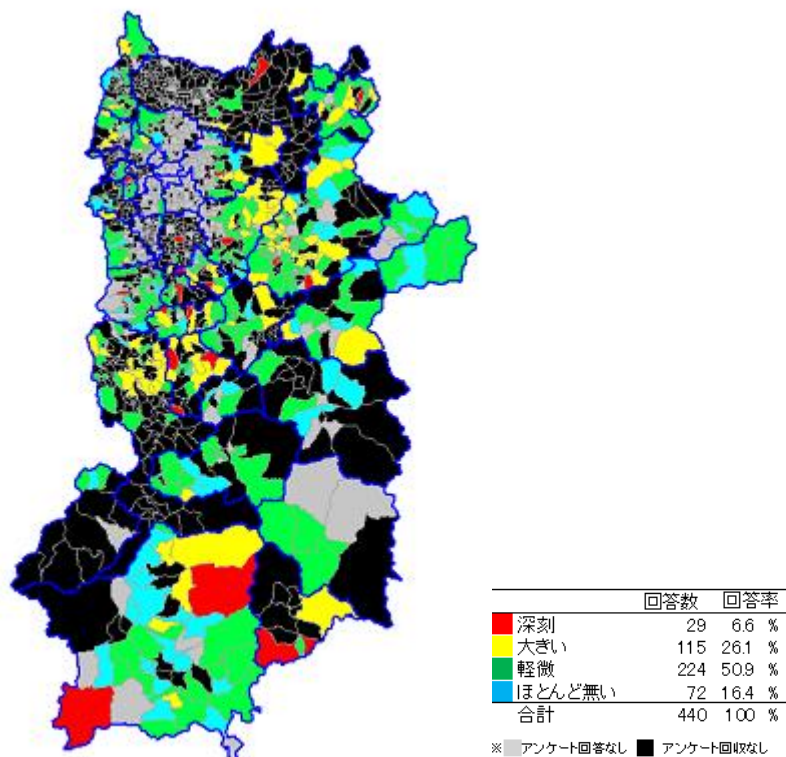 回答数 回答率
深刻 29 6.6 %
大きい 115 26.1 %
軽微 224 50.9 %
ほとんど無い 72 16.4 %
合計 440 100 %
※ アンケート回答なし アンケート回収なし